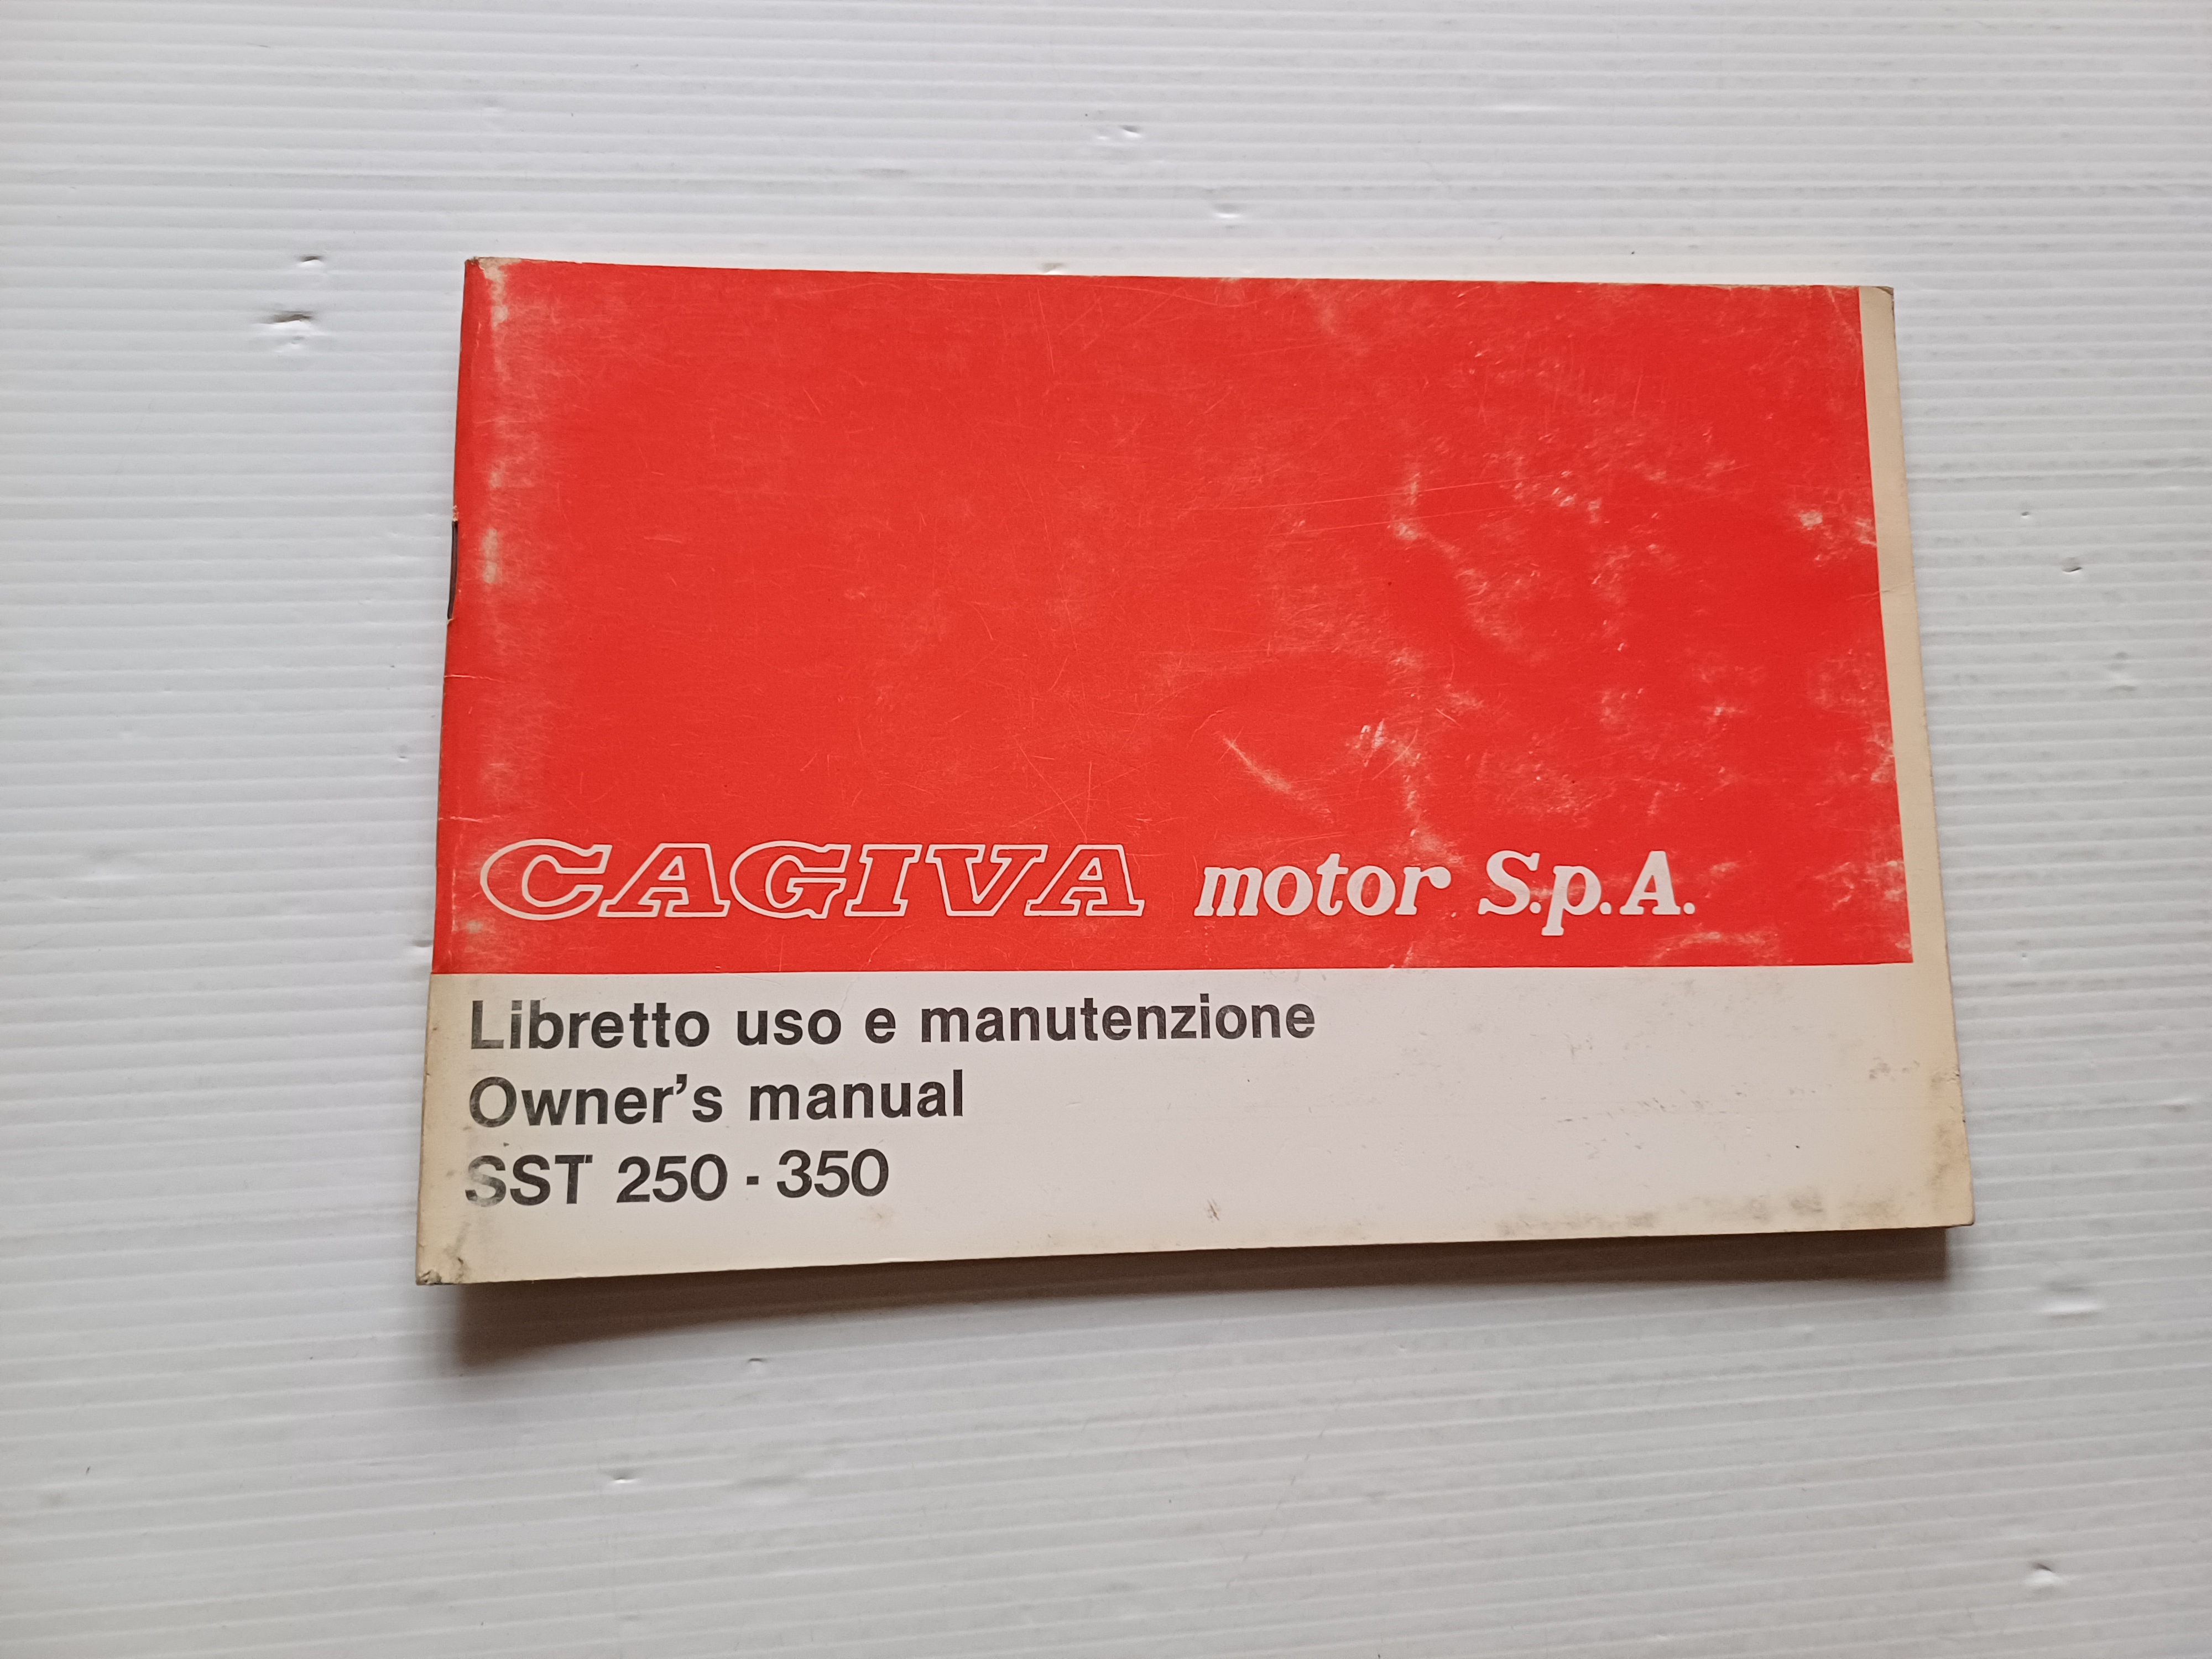 CAGIVA motor S.p.A.
Libretto uso e manutenzione
Owner's manual
SST 250 - 350